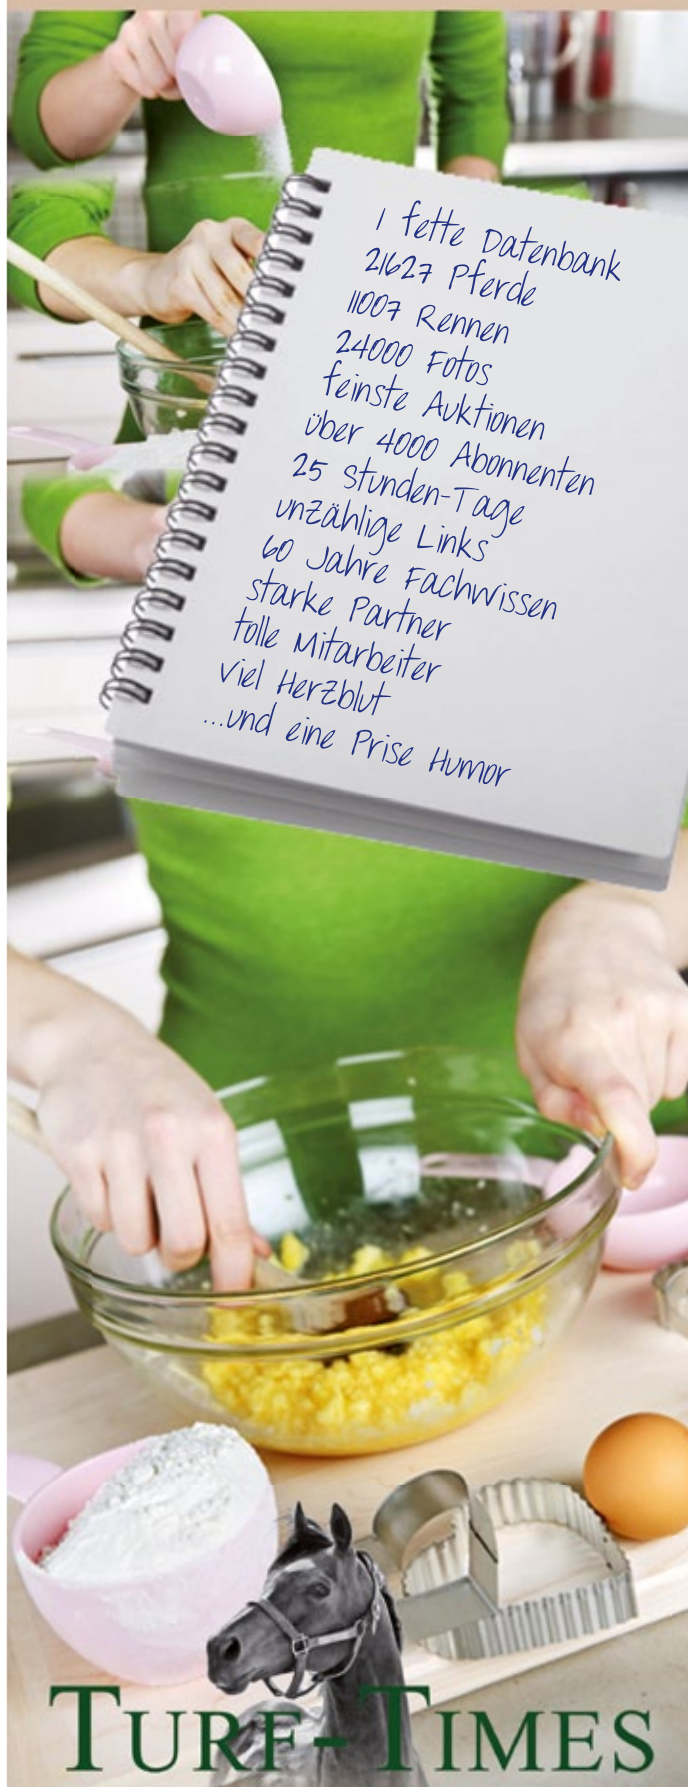 1 fette Datenbank
21627 Pferde
11007 Rennen
24000 Fotos
feinste Auktionen
über 4000 Abonnenten
25 Stunden-Tage
unzählige Links
60 Jahre Fachwissen
starke Partner
tolle Mitarbeiter
viel Herzblut
...und eine Prise Humor
TURF-TIMES